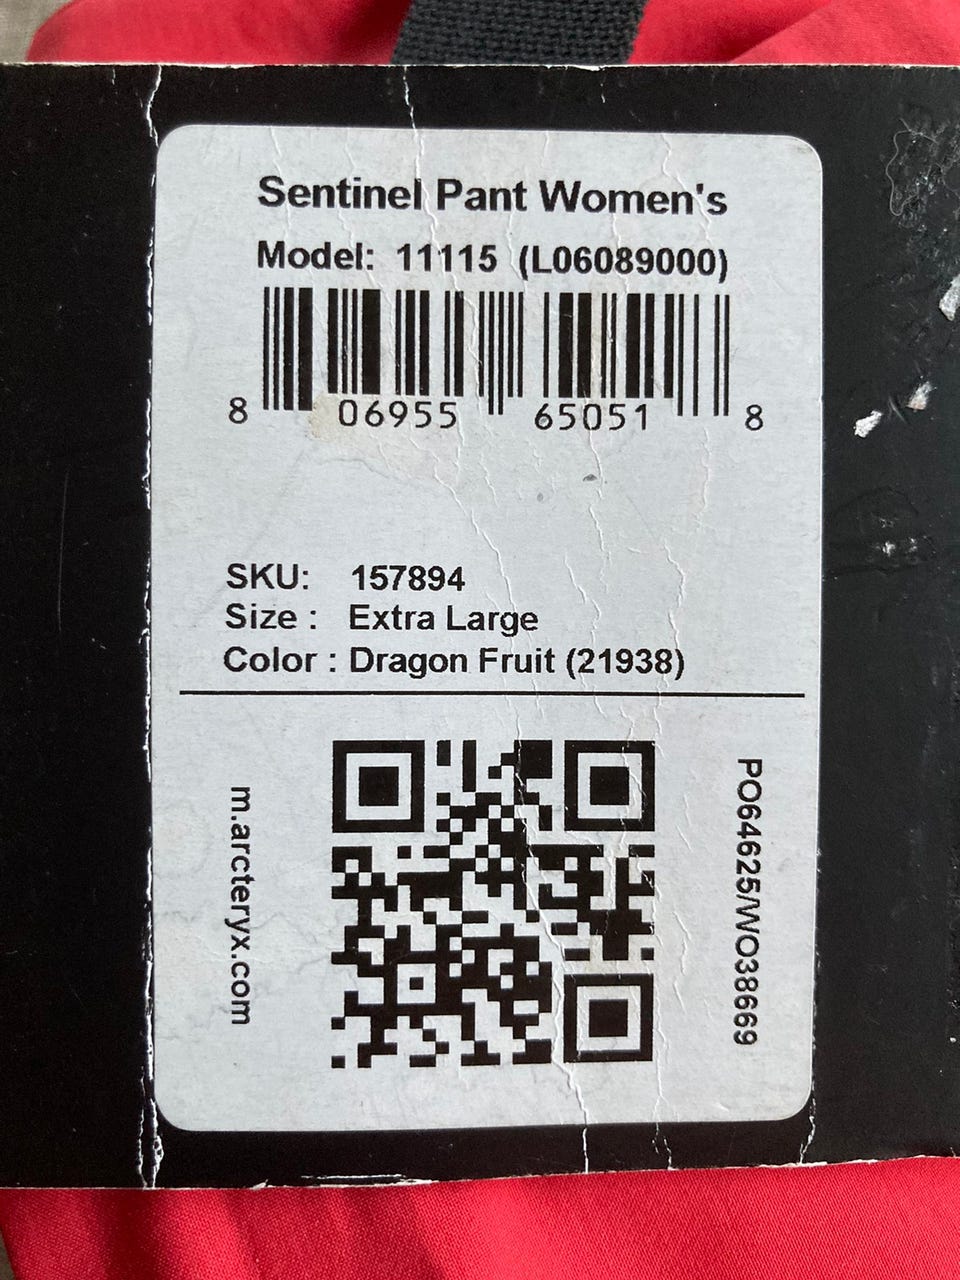 Sentinel Pant Women's
Model: 11115 (L06089000)
8 06955 65051 8
SKU: 157894
Size : Extra Large
Color : Dragon Fruit (21938)
m.arcteryx.com
PO64625/WO38669